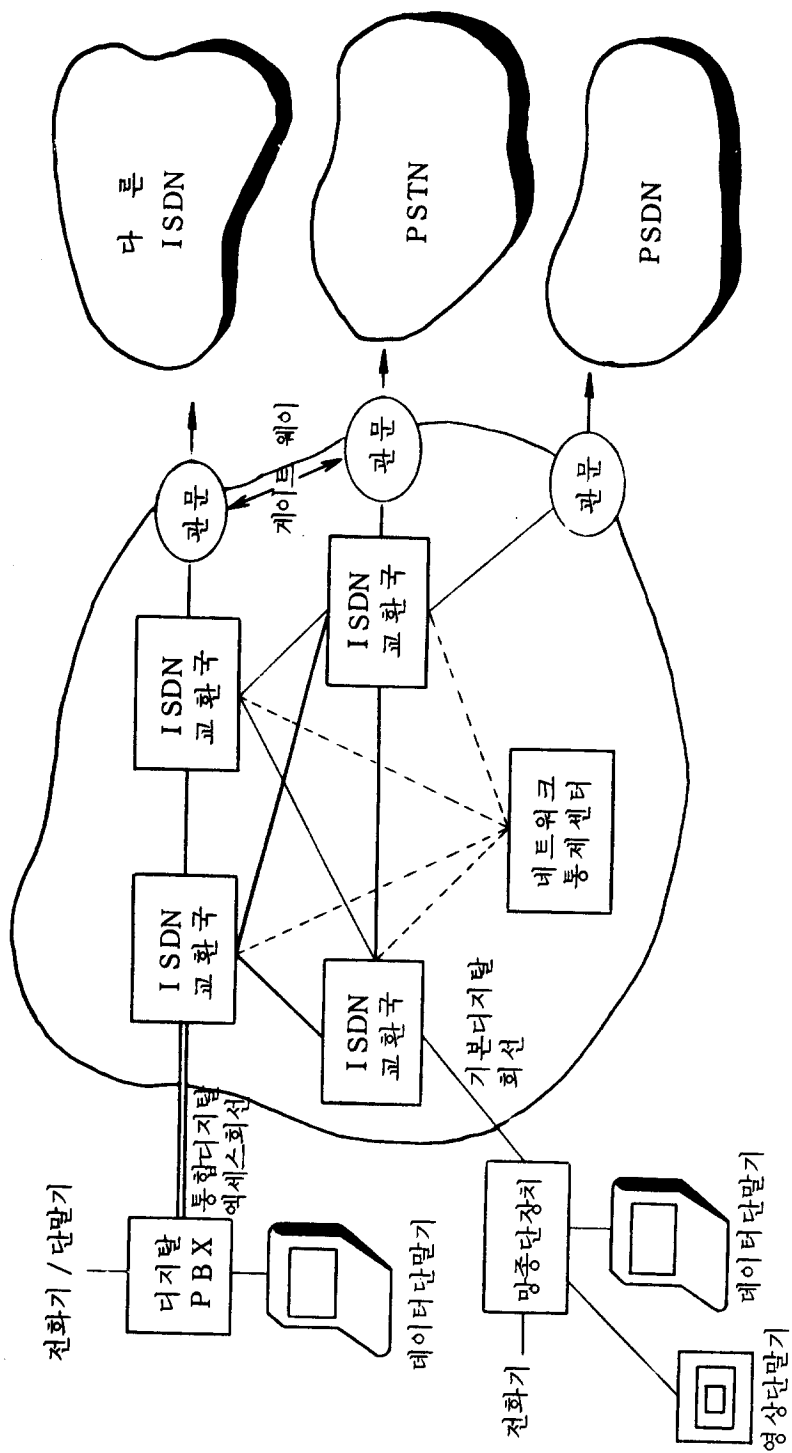 다 른
ISDN
PSTN
PSDN
관문
게이트 웨이
관문
관문
ISDN
교환국
ISDN
교환국
ISDN
교환국
ISDN
교환국
네트워크
통제센터
통합디지탈
엑세스회선
기본디지탈
회선
전화기 / 단말기
디지탈
PBX
데이터단말기
전화기
망종단장치
데이터단말기
영상단말기